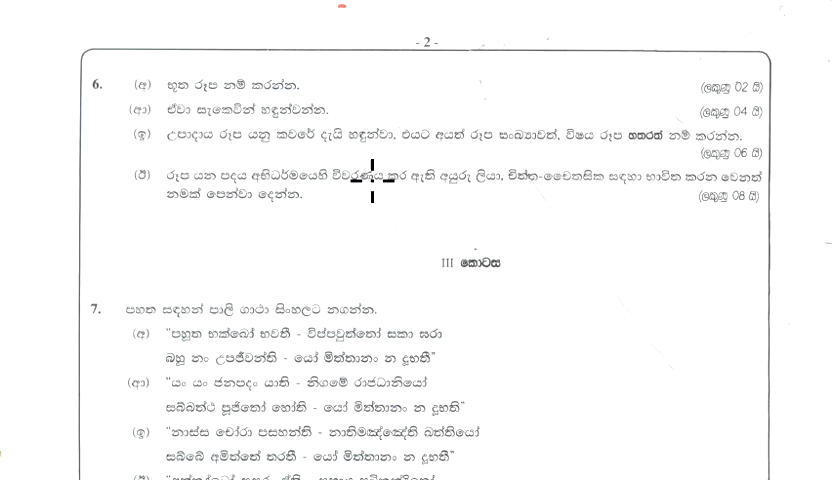 - 2 -
6. (අ) භූත රූප නම් කරන්න. (ලකුණු 02 යි)
(ආ) ඒවා සැකෙවින් හඳුන්වන්න. (ලකුණු 04 යි)
(ඉ) උපාදාය රූප යනු කවරේ දැයි හඳුන්වා, එයට අයත් රූප සංඛ්‍යාවත්, විෂය රූප හතරත් නම් කරන්න.
(ලකුණු 06 යි)
(ඊ) රූප යන පදය අභිධර්මයෙහි විවරණය කර ඇති අයුරු ලියා, චිත්ත-චෛතසික සඳහා භාවිත කරන වෙනත්
නමක් පෙන්වා දෙන්න. (ලකුණු 08 යි)
III කොටස
7. පහත සඳහන් පාලි ගාථා සිංහලට නගන්න.
(අ) "පහූත භක්ඛෝ භවතී - විප්පවුත්තෝ සකා ඝරා
බහූ නං උපජීවන්ති - යෝ මිත්තානං න දූභතී"
(ආ) "යං යං ජනපදං යාති - නිගමේ රාජධානියෝ
සබ්බත්ථ පූජිතෝ හෝති - යෝ මිත්තානං න දූභති"
(ඉ) "නාස්ස චෝරා පසහන්ති - නාතිමඤ්ඤෙති ඛත්තියෝ
සබ්බේ අමිත්තේ තරතී - යෝ මිත්තානං න දූභතී"